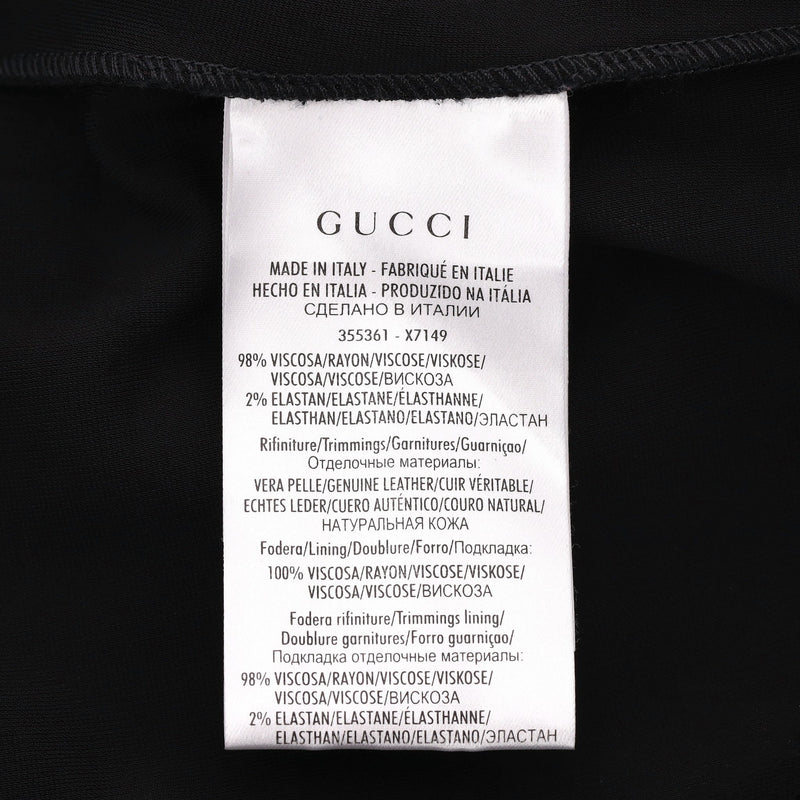 GUCCI
MADE IN ITALY - FABRIQUÉ EN ITALIE
HECHO EN ITALIA - PRODUZIDO NA ITÁLIA
СДЕЛАНО В ИТАЛИИ
355361 - X7149
98% VISCOSA/RAYON/VISCOSE/VISKOSE/
VISCOSA/VISCOSE/ВИСКОЗА
2% ELASTAN/ELASTANE/ÉLASTHANNE/
ELASTHAN/ELASTANO/ELASTANO/ЭЛАСТАН
Rifiniture/Trimmings/Garnitures/Guarniçao/
Отделочные материалы:
VERA PELLE/GENUINE LEATHER/CUIR VÉRITABLE/
ECHTES LEDER/CUERO AUTÉNTICO/COURO NATURAL/
НАТУРАЛЬНАЯ КОЖА
Fodera/Lining/Doublure/Forro/Подкладка:
100% VISCOSA/RAYON/VISCOSE/VISKOSE/
VISCOSA/VISCOSE/ВИСКОЗА
Fodera rifiniture/Trimmings lining/
Doublure garnitures/Forro guarniçao/
Подкладка отделочные материалы:
98% VISCOSA/RAYON/VISCOSE/VISKOSE/
VISCOSA/VISCOSE/ВИСКОЗА
2% ELASTAN/ELASTANE/ÉLASTHANNE/
ELASTHAN/ELASTANO/ELASTANO/ЭЛАСТАН